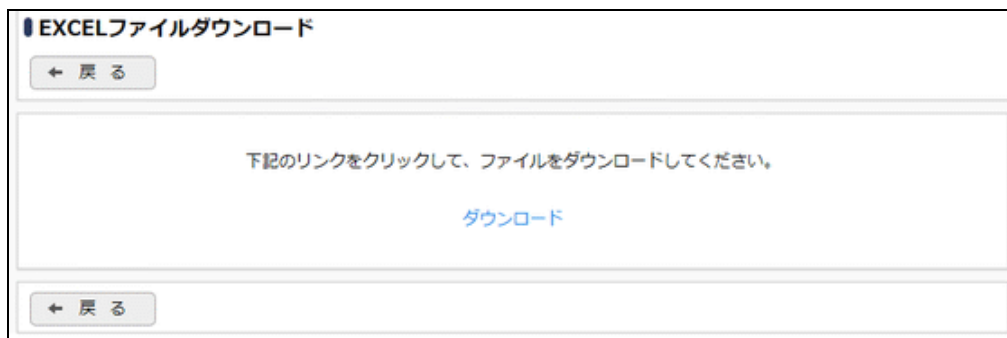 EXCELファイルダウンロード
← 戻 る
下記のリンクをクリックして、ファイルをダウンロードしてください。
ダウンロード
← 戻 る